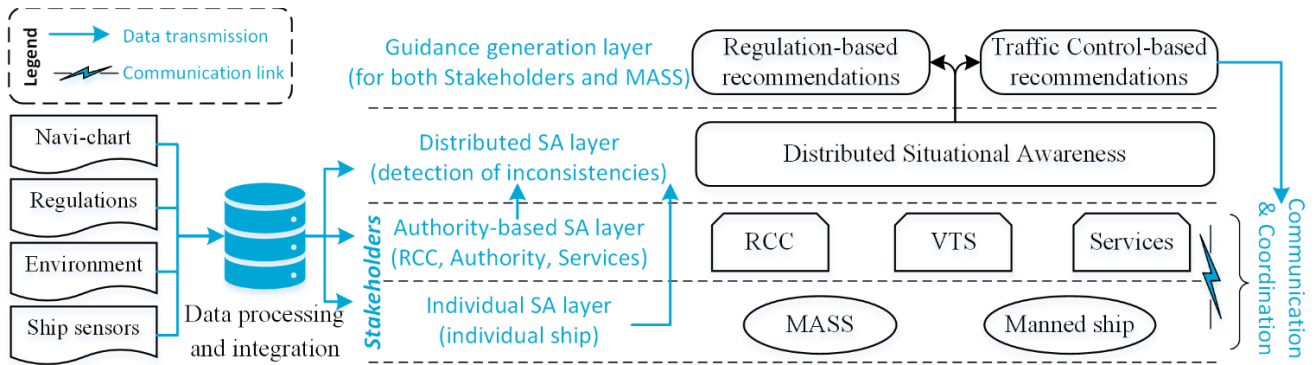 Legend
Data transmission
Communication link
Navi-chart
Regulations
Environment
Ship sensors
Data processing
and integration
Guidance generation layer
(for both Stakeholders and MASS)
Regulation-based
recommendations
Traffic Control-based
recommendations
Distributed SA layer
(detection of inconsistencies)
Distributed Situational Awareness
Stakeholders
Authority-based SA layer
(RCC, Authority, Services)
RCC
VTS
Services
Individual SA layer
(individual ship)
MASS
Manned ship
Communication
& Coordination